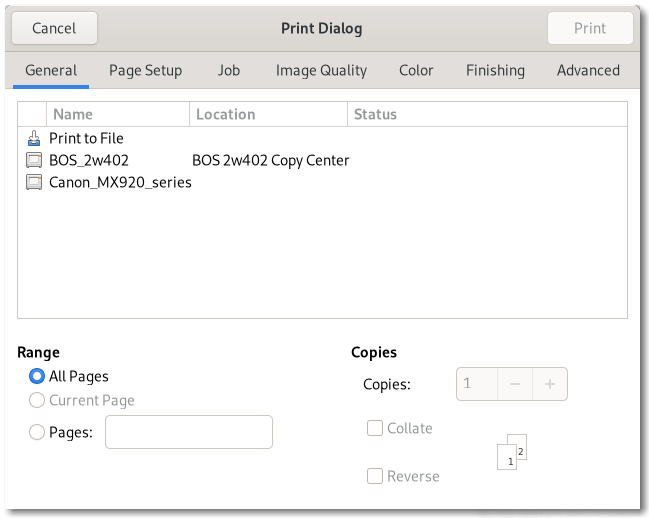 Cancel Print Dialog Print
General Page Setup Job Image Quality Color Finishing Advanced
Name Location Status
Print to File
BOS_2w402 BOS 2w402 Copy Center
Canon_MX920_series
Range Copies
All Pages Copies: 1 − +
Current Page
Pages: Collate
1 2
Reverse